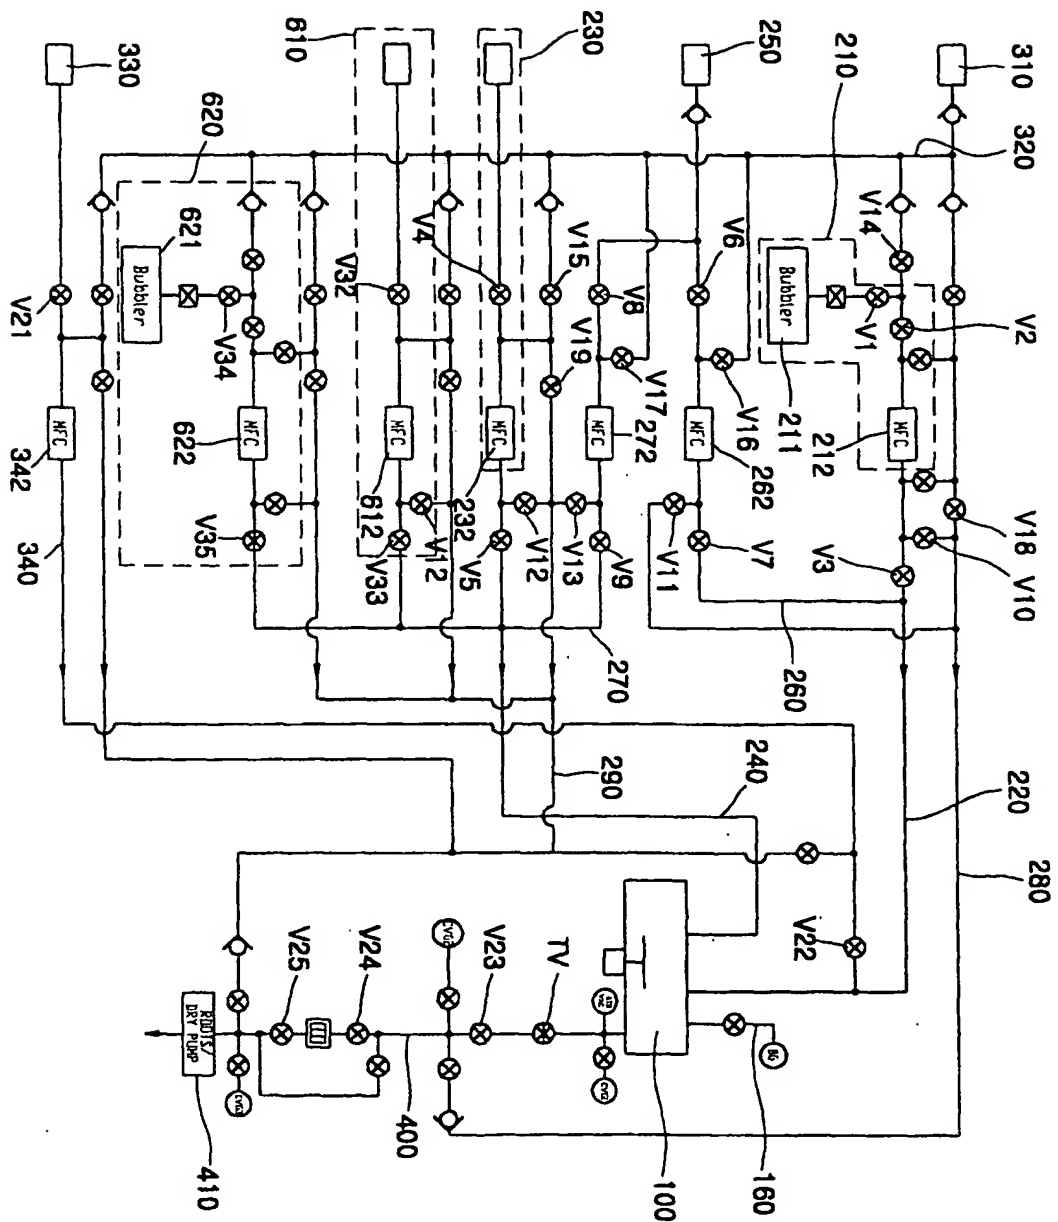 310
320
V2
V18
V10
280
220
V14
V1
210
Bubbler
211
MFC
212
V3
V22
250
V6
V16
MFC
262
V7
V11
260
240
160
BG
230
V15
V8
V17
V19
MFC
272
V9
V13
V12
270
290
100
TV
610
V4
V32
MFC
232
V5
MFC
612
V12
V33
V23
400
620
621
Bubbler
V34
MFC
622
V35
V24
V25
330
V21
MFC
342
340
ROOTS/
DRY PUMP
410